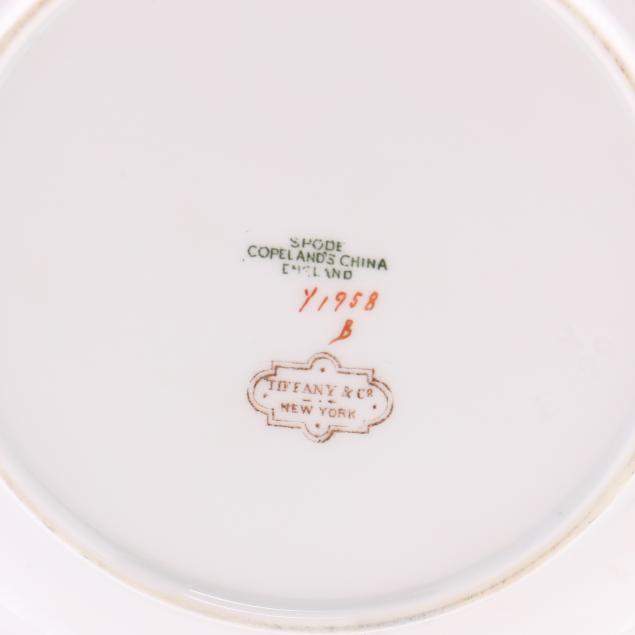 SPODE
COPELAND'S CHINA
ENGLAND
Y1958
B
TIFFANY & Co
NEW YORK